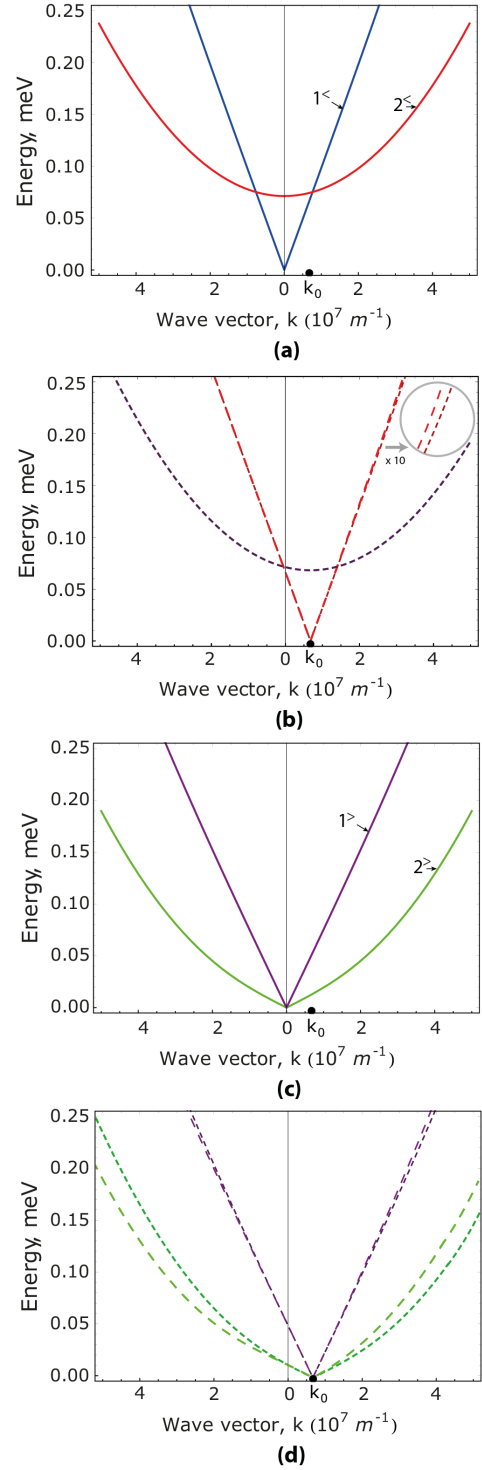 0.25
0.20
0.15
0.10
0.05
0.00
Energy, meV
1<
2<
4 2 0 2 4
k0
Wave vector, k (10^7 m^-1)
(a)
0.25
0.20
0.15
0.10
0.05
0.00
Energy, meV
x 10
4 2 0 2 4
k0
Wave vector, k (10^7 m^-1)
(b)
0.25
0.20
0.15
0.10
0.05
0.00
Energy, meV
1>
2>
4 2 0 2 4
k0
Wave vector, k (10^7 m^-1)
(c)
0.25
0.20
0.15
0.10
0.05
0.00
Energy, meV
4 2 0 2 4
k0
Wave vector, k (10^7 m^-1)
(d)